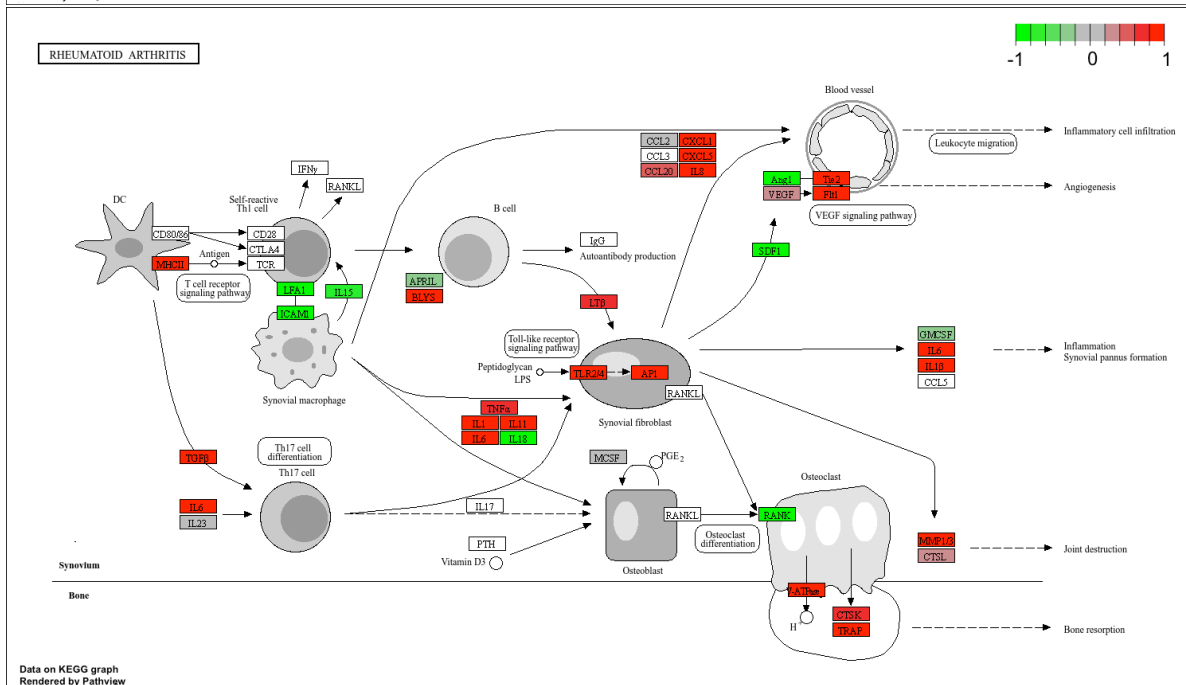 RHEUMATOID ARTHRITIS
-1 0 1
Blood vessel
CCL2 CXCL1
CCL3 CXCL5
CCL20 IL8
Inflammatory cell infiltration
Leukocyte migration
IFNγ
RANKL
DC
Self-reactive
Th1 cell
B cell
Ang1 Tie2
VEGF Flt1
Angiogenesis
VEGF signaling pathway
CD80/86 CD28
CTLA4
Antigen
MHCII TCR
T cell receptor
signaling pathway
IgG
Autoantibody production
SDF1
LFA1
IL15
APRIL
BLYS
LTβ
ICAM1
Toll-like receptor
signaling pathway
GMCSF
IL6
IL1β
CCL5
Inflammation
Synovial pannus formation
Peptidoglycan
LPS
TLR2/4 AP1
RANKL
Synovial macrophage
Synovial fibroblast
TNFα
IL1 IL11
IL6 IL18
Th17 cell
differentiation
Th17 cell
TGFβ
MCSF
PGE2
Osteoclast
IL6
IL23
IL17
RANKL
RANK
Osteoclast
differentiation
MMP1/3
CTSL
Joint destruction
PTH
Vitamin D3
Osteoblast
Synovium
Bone
V-ATPase
H+
CTSK
TRAP
Bone resorption
Data on KEGG graph
Rendered by Pathview